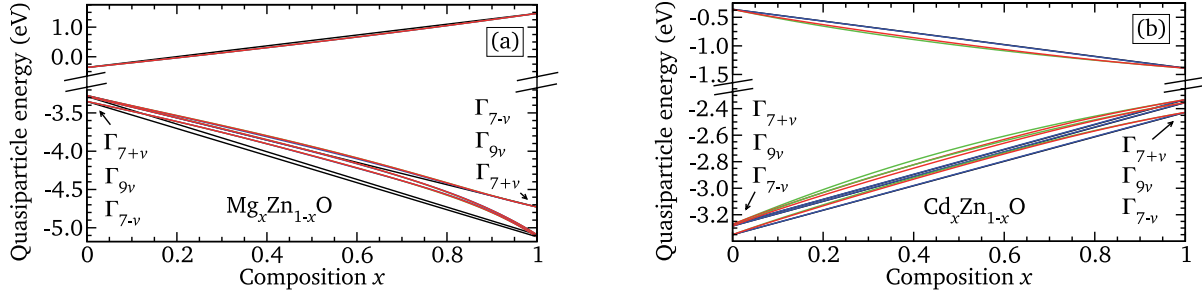 Quasiparticle energy (eV)
1.0
0.0
-3.5
-4.0
-4.5
-5.0
(a)
Γ7+v
Γ9v
Γ7-v
Γ7-v
Γ9v
Γ7+v
MgxZn1-xO
0 0.2 0.4 0.6 0.8 1
Composition x
Quasiparticle energy (eV)
-0.5
-1.0
-1.5
-2.4
-2.6
-2.8
-3.0
-3.2
(b)
Γ7+v
Γ9v
Γ7-v
Γ7+v
Γ9v
Γ7-v
CdxZn1-xO
0 0.2 0.4 0.6 0.8 1
Composition x